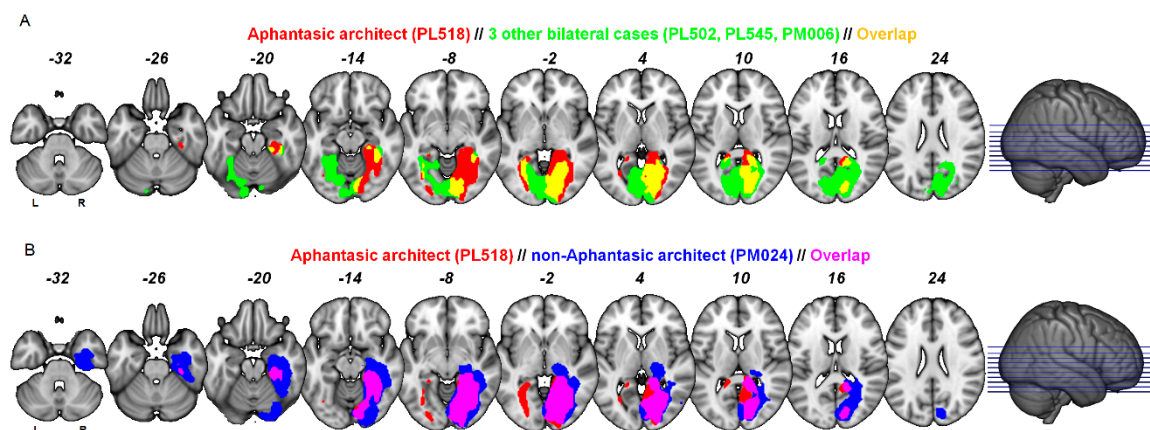 A
Aphantasic architect (PL518) // 3 other bilateral cases (PL502, PL545, PM006) // Overlap
-32 -26 -20 -14 -8 -2 4 10 16 24
L R
B
Aphantasic architect (PL518) // non-Aphantasic architect (PM024) // Overlap
-32 -26 -20 -14 -8 -2 4 10 16 24
L R